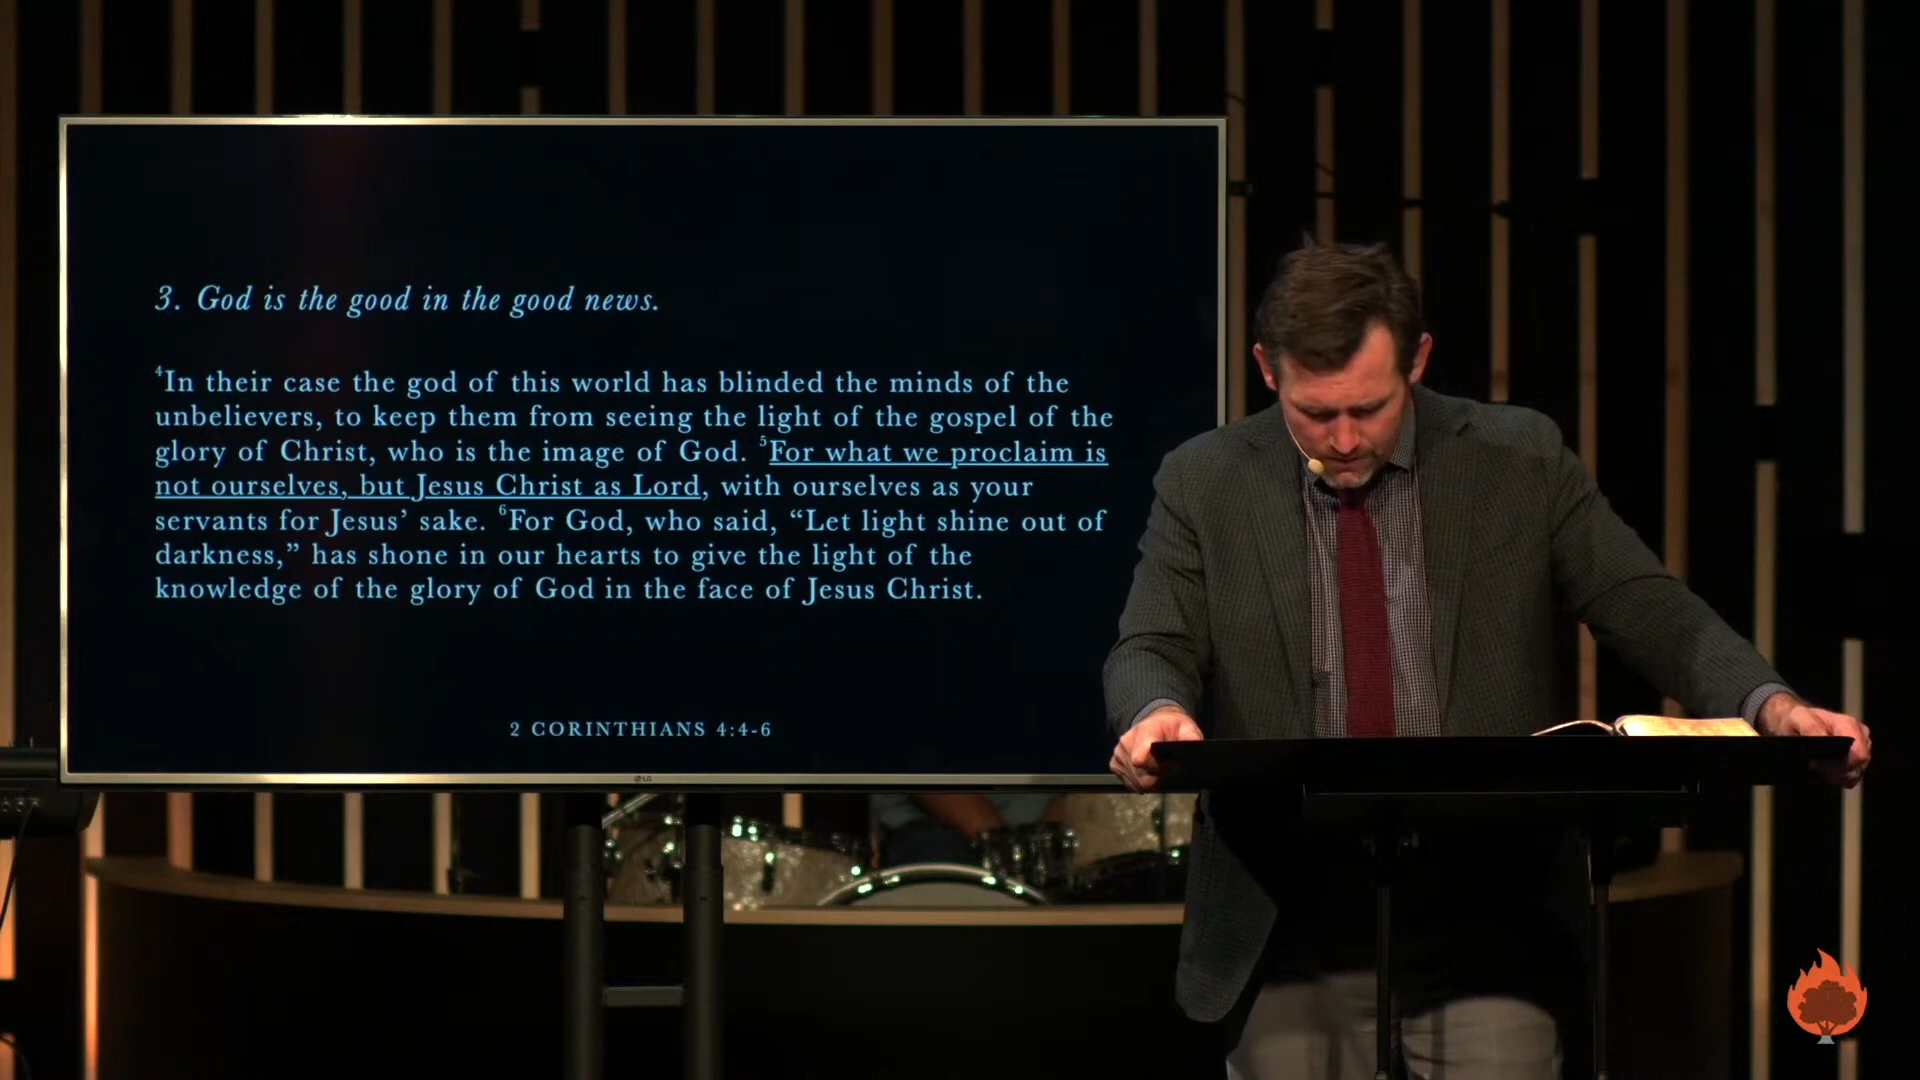 3. God is the good in the good news.
⁴In their case the god of this world has blinded the minds of the
unbelievers, to keep them from seeing the light of the gospel of the
glory of Christ, who is the image of God. ⁵For what we proclaim is
not ourselves, but Jesus Christ as Lord, with ourselves as your
servants for Jesus’ sake. ⁶For God, who said, “Let light shine out of
darkness,” has shone in our hearts to give the light of the
knowledge of the glory of God in the face of Jesus Christ.
2 CORINTHIANS 4:4-6
LG